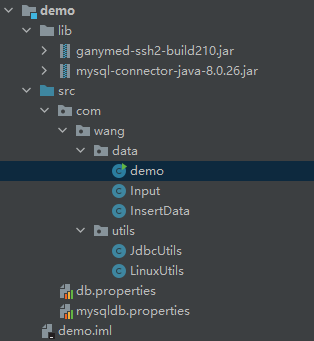 demo
lib
ganymed-ssh2-build210.jar
mysql-connector-java-8.0.26.jar
src
com
wang
data
demo
Input
InsertData
utils
JdbcUtils
LinuxUtils
db.properties
mysqldb.properties
demo.iml